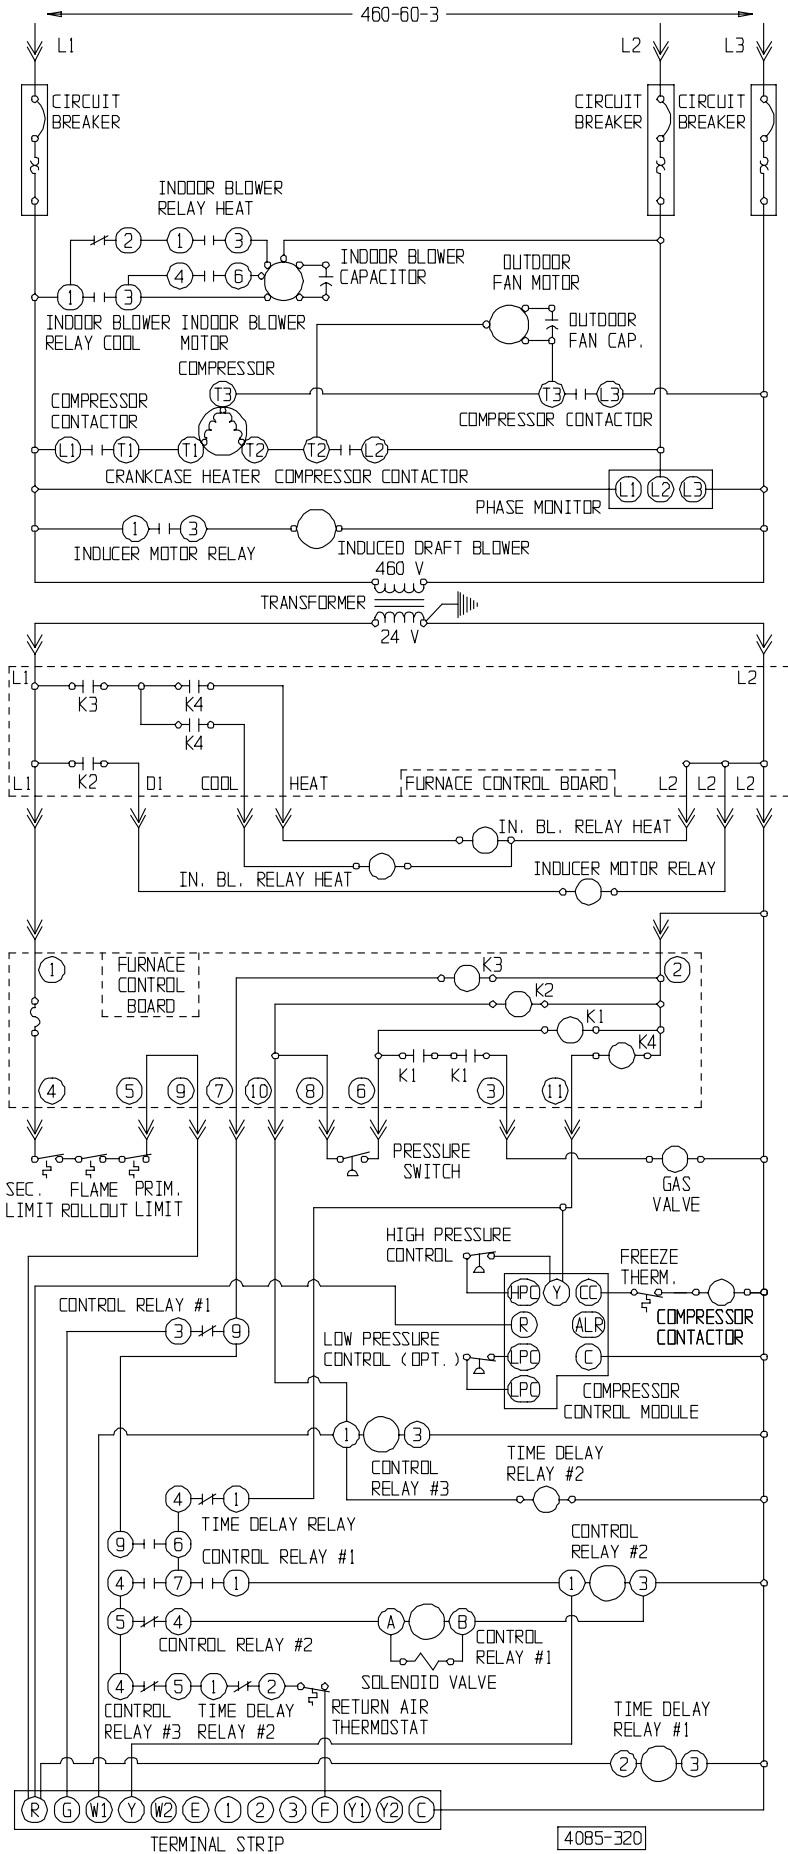 460-60-3
L1
L2
L3
CIRCUIT
BREAKER
CIRCUIT
BREAKER
CIRCUIT
BREAKER
INDOOR BLOWER
RELAY HEAT
2
1
3
4
6
1
3
INDOOR BLOWER
CAPACITOR
OUTDOOR
FAN MOTOR
INDOOR BLOWER
RELAY COOL
INDOOR BLOWER
MOTOR
OUTDOOR
FAN CAP.
COMPRESSOR
T3
T3
L3
COMPRESSOR
CONTACTOR
COMPRESSOR CONTACTOR
L1
T1
T1
T2
T2
L2
CRANKCASE HEATER
COMPRESSOR CONTACTOR
L1
L2
L3
PHASE MONITOR
1
3
INDUCER MOTOR RELAY
INDUCED DRAFT BLOWER
460 V
TRANSFORMER
24 V
L1
L2
K3
K4
K4
L1
K2
D1
COOL
HEAT
FURNACE CONTROL BOARD
L2
L2
L2
IN. BL. RELAY HEAT
IN. BL. RELAY HEAT
INDUCER MOTOR RELAY
1
FURNACE
CONTROL
BOARD
K3
2
K2
K1
K4
K1
K1
4
5
9
7
10
8
6
3
11
PRESSURE
SWITCH
SEC.
LIMIT
FLAME
ROLLOUT
PRIM.
LIMIT
GAS
VALVE
HIGH PRESSURE
CONTROL
FREEZE
THERM.
HPC
Y
CC
CONTROL RELAY #1
3
9
R
ALR
COMPRESSOR
CONTACTOR
LOW PRESSURE
CONTROL (OPT.)
LPC
C
LPC
COMPRESSOR
CONTROL MODULE
1
3
CONTROL
RELAY #3
TIME DELAY
RELAY #2
4
1
TIME DELAY RELAY
9
6
CONTROL RELAY #1
CONTROL
RELAY #2
4
7
1
1
3
5
4
A
B
CONTROL RELAY #2
CONTROL
RELAY #1
SOLENOID VALVE
4
5
1
2
CONTROL
RELAY #3
TIME DELAY
RELAY #2
RETURN AIR
THERMOSTAT
TIME DELAY
RELAY #1
2
3
R
G
W1
Y
W2
E
1
2
3
F
Y1
Y2
C
TERMINAL STRIP
4085-320